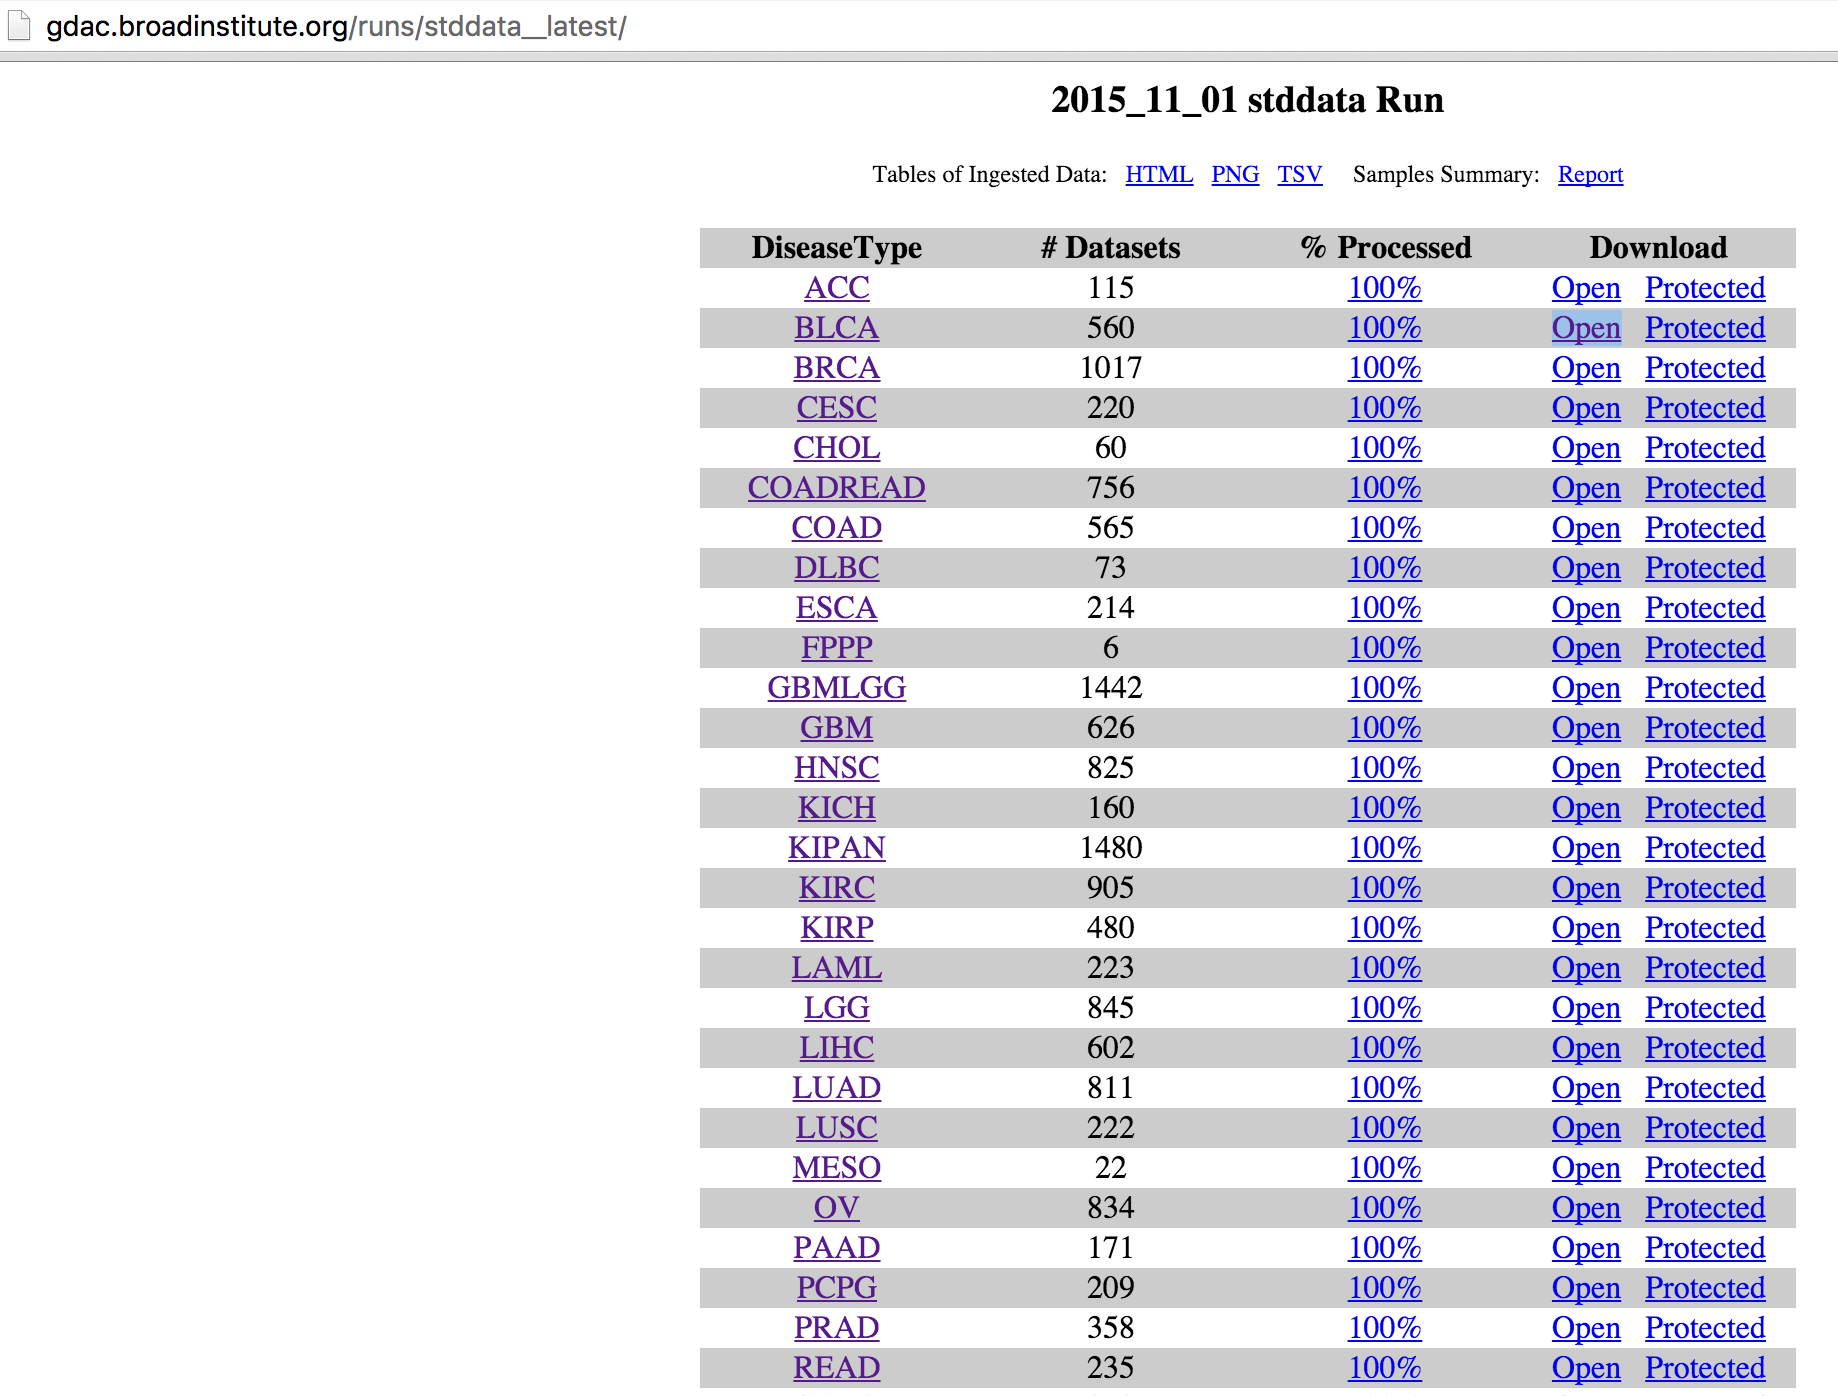 gdac.broadinstitute.org/runs/stddata__latest/
2015_11_01 stddata Run
Tables of Ingested Data: HTML PNG TSV Samples Summary: Report
DiseaseType # Datasets % Processed Download
ACC 115 100% Open Protected
BLCA 560 100% Open Protected
BRCA 1017 100% Open Protected
CESC 220 100% Open Protected
CHOL 60 100% Open Protected
COADREAD 756 100% Open Protected
COAD 565 100% Open Protected
DLBC 73 100% Open Protected
ESCA 214 100% Open Protected
FPPP 6 100% Open Protected
GBMLGG 1442 100% Open Protected
GBM 626 100% Open Protected
HNSC 825 100% Open Protected
KICH 160 100% Open Protected
KIPAN 1480 100% Open Protected
KIRC 905 100% Open Protected
KIRP 480 100% Open Protected
LAML 223 100% Open Protected
LGG 845 100% Open Protected
LIHC 602 100% Open Protected
LUAD 811 100% Open Protected
LUSC 222 100% Open Protected
MESO 22 100% Open Protected
OV 834 100% Open Protected
PAAD 171 100% Open Protected
PCPG 209 100% Open Protected
PRAD 358 100% Open Protected
READ 235 100% Open Protected